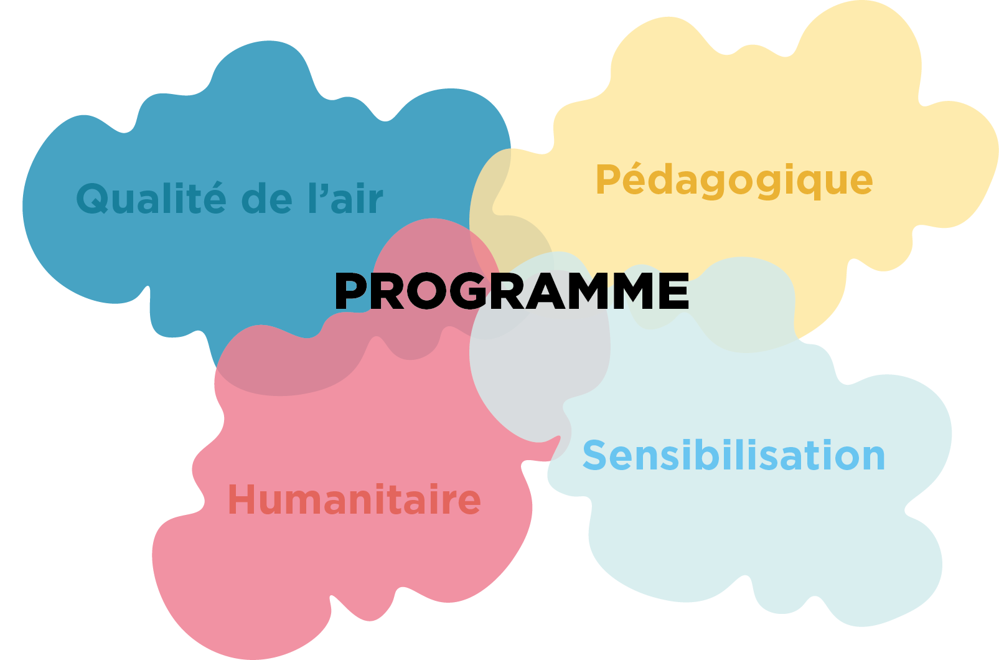 Pédagogique
Qualité de l’air
PROGRAMME
Sensibilisation
Humanitaire